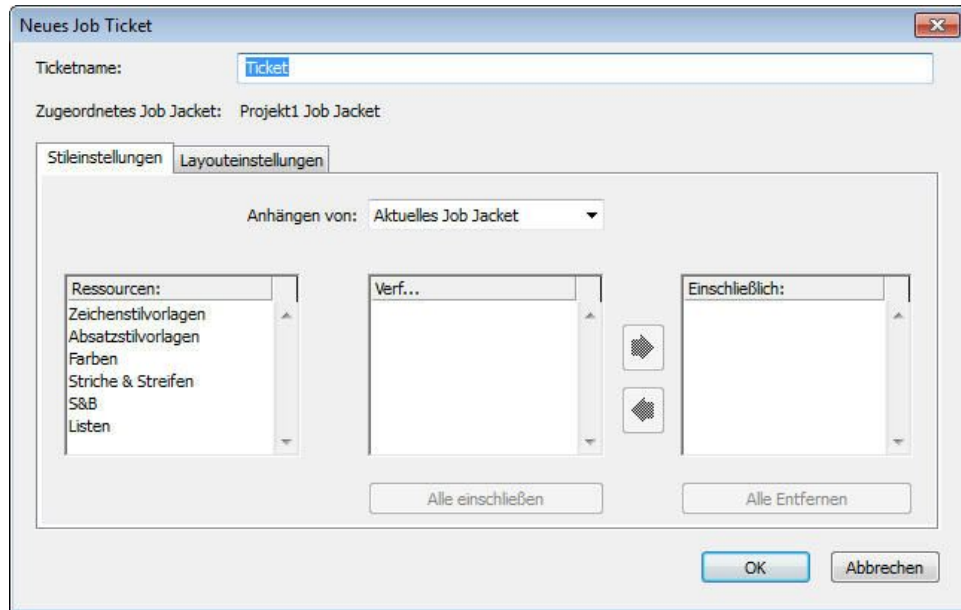 Neues Job Ticket
Ticketname: Ticket
Zugeordnetes Job Jacket: Projekt1 Job Jacket
Stileinstellungen Layouteinstellungen
Anhängen von: Aktuelles Job Jacket
Ressourcen: Verf... Einschließlich:
Zeichenstilvorlagen
Absatzstilvorlagen
Farben
Striche & Streifen
S&B
Listen
Alle einschließen Alle Entfernen
OK Abbrechen